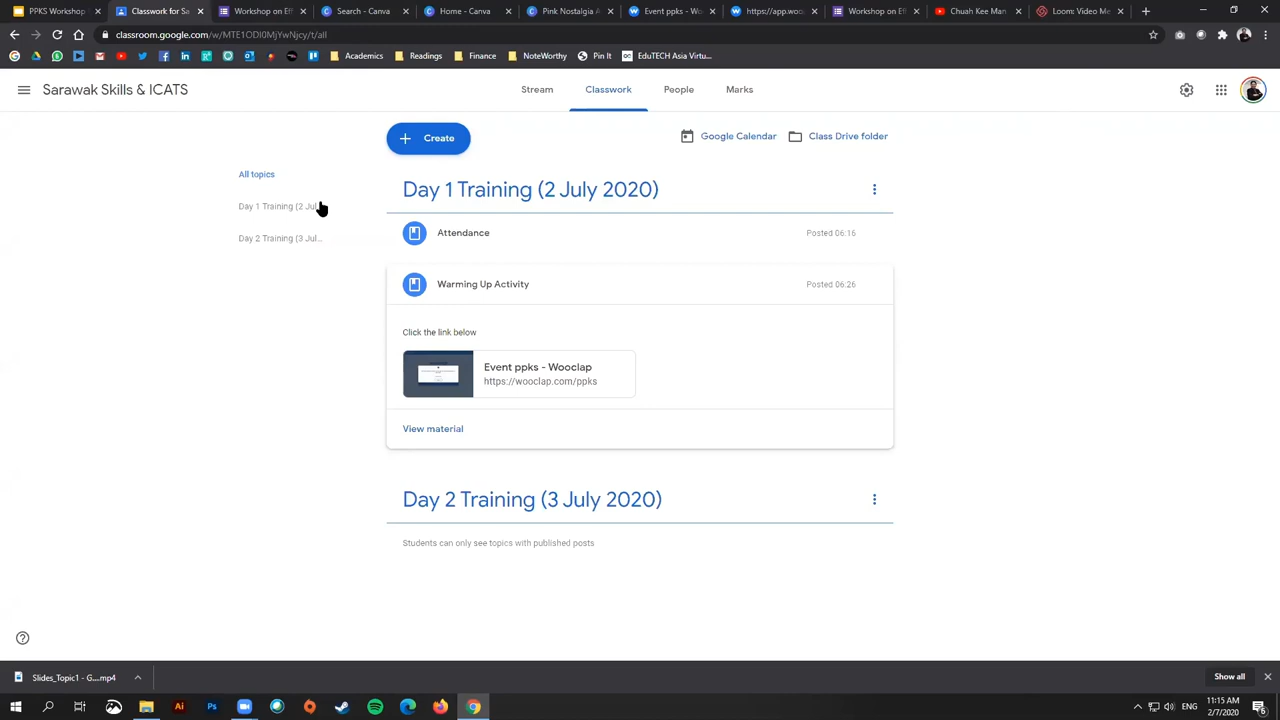 PPKS Workshop
Classwork for Sa
Workshop on Eff
Search - Canva
Home - Canva
Pink Nostalgia A
Event ppks - Wo
https://app.woo
Workshop on Eff
Chuah Kee Man
Loom: Video Me
classroom.google.com/w/MTE1ODI0MjYwNjcy/t/all
Academics
Readings
Finance
NoteWorthy
Pin It
EduTECH Asia Virtu...
Sarawak Skills & ICATS
Stream
Classwork
People
Marks
Create
Google Calendar
Class Drive folder
All topics
Day 1 Training (2 Jul
Day 2 Training (3 Jul...
Day 1 Training (2 July 2020)
Attendance
Posted 06:16
Warming Up Activity
Posted 06:26
Click the link below
Event ppks - Wooclap
https://wooclap.com/ppks
View material
Day 2 Training (3 July 2020)
Students can only see topics with published posts
Slides_Topic1 - G....mp4
Show all
ENG
11:15 AM
2/7/2020